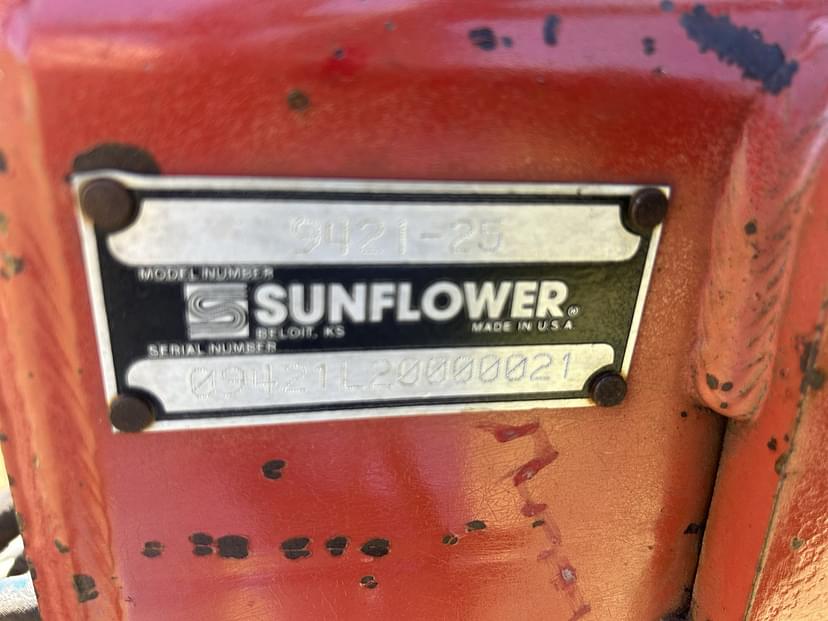 9421-25
MODEL NUMBER
SUNFLOWER®
BELOIT, KS MADE IN U.S.A.
SERIAL NUMBER
09421L20000021